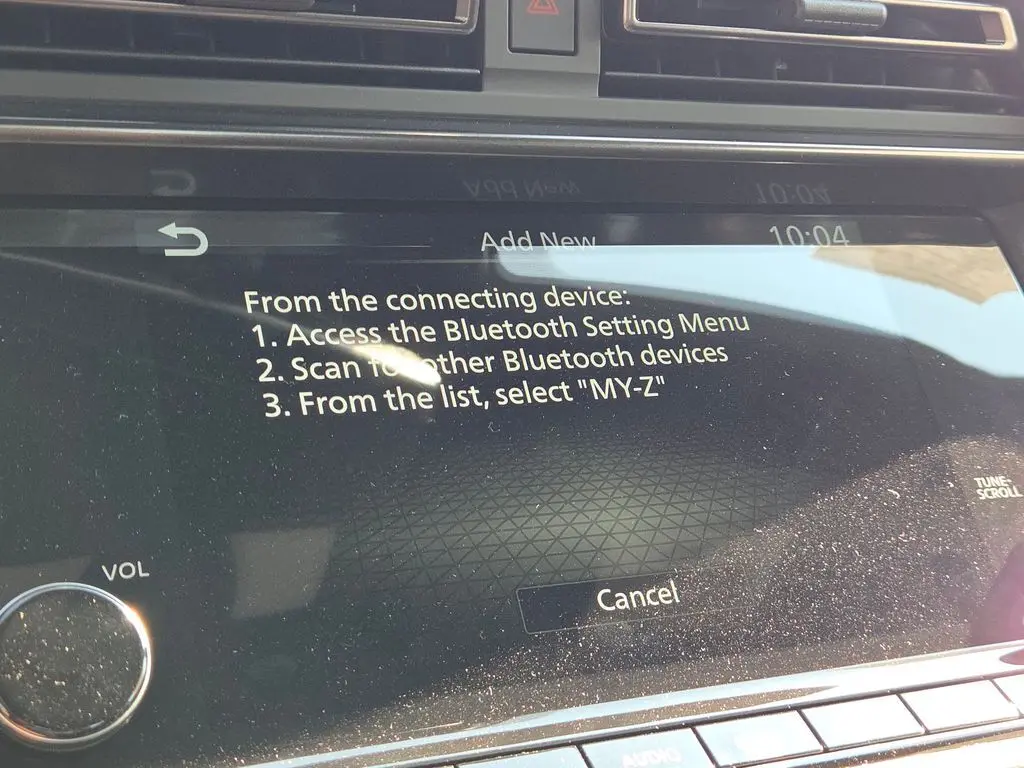 Add New
10:04
From the connecting device:
1. Access the Bluetooth Setting Menu
2. Scan for other Bluetooth devices
3. From the list, select "MY-Z"
TUNE-
SCROLL
VOL
Cancel
AUDIO